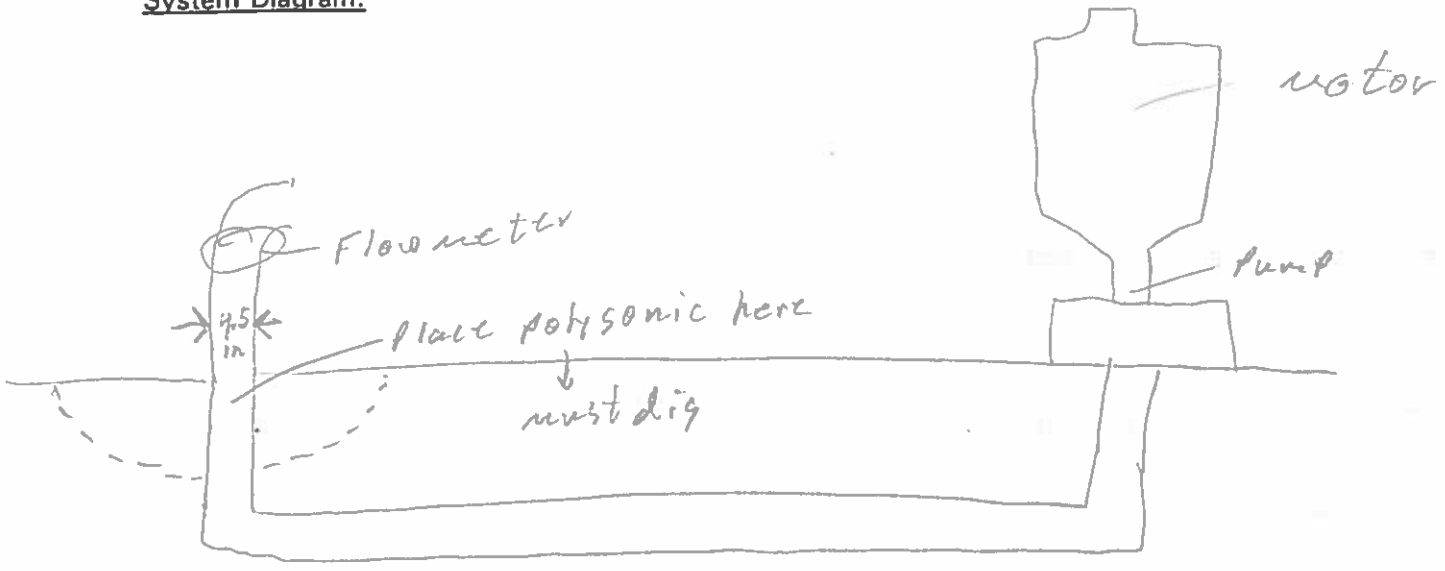 System Diagram:
motor
Flowmeter
Pump
4.5
in
Place polysonic here
must dig